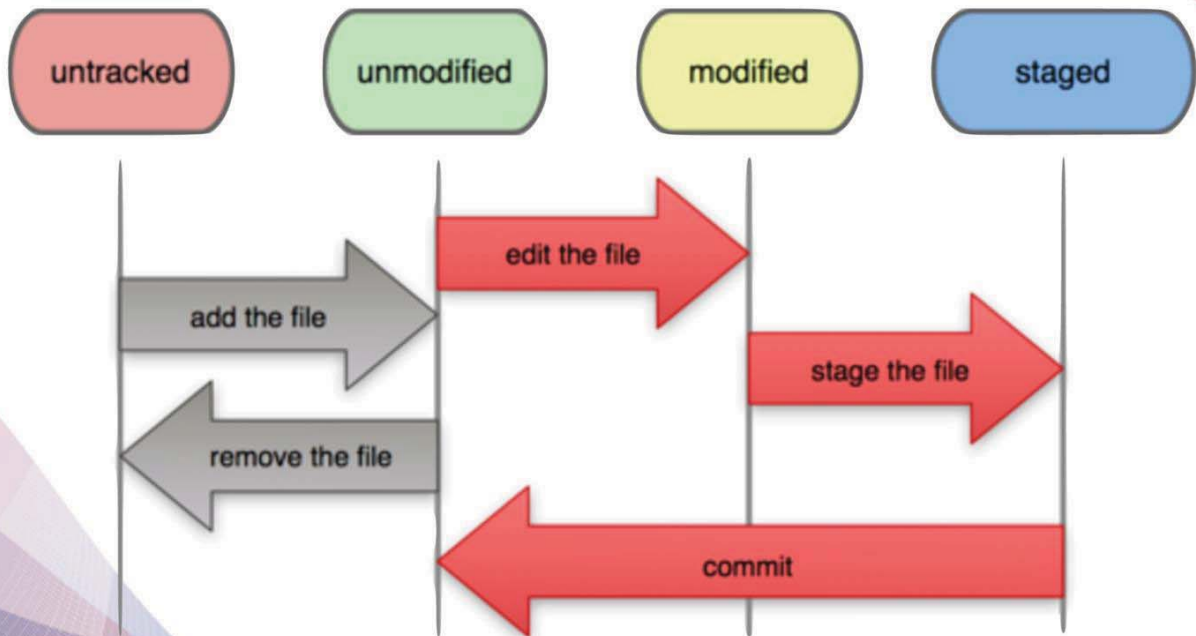 untracked
unmodified
modified
staged
edit the file
add the file
stage the file
remove the file
commit